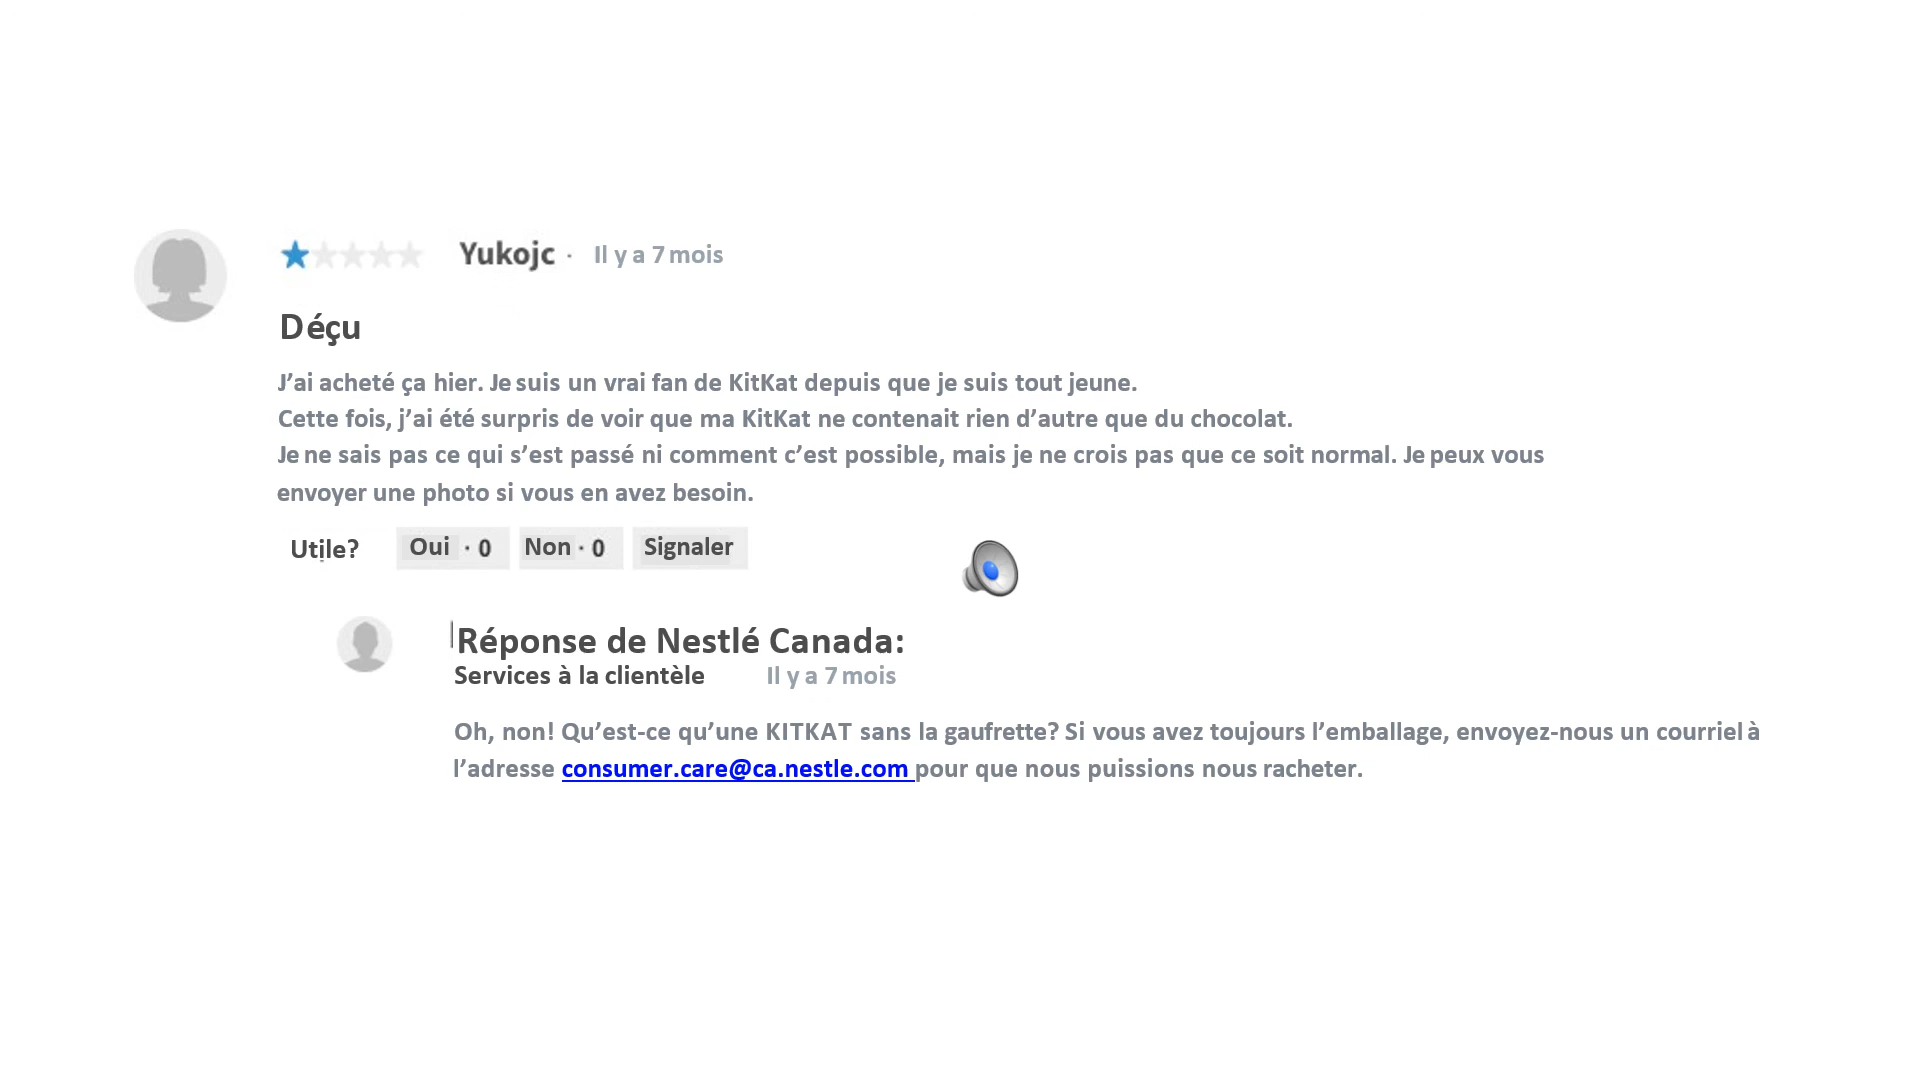 Yukojc · Il y a 7 mois
Déçu
J’ai acheté ça hier. Je suis un vrai fan de KitKat depuis que je suis tout jeune.
Cette fois, j’ai été surpris de voir que ma KitKat ne contenait rien d’autre que du chocolat.
Je ne sais pas ce qui s’est passé ni comment c’est possible, mais je ne crois pas que ce soit normal. Je peux vous
envoyer une photo si vous en avez besoin.
Utile? Oui · 0 Non · 0 Signaler
Réponse de Nestlé Canada:
Services à la clientèle Il y a 7 mois
Oh, non! Qu’est-ce qu’une KITKAT sans la gaufrette? Si vous avez toujours l’emballage, envoyez-nous un courriel à
l’adresse consumer.care@ca.nestle.com pour que nous puissions nous racheter.